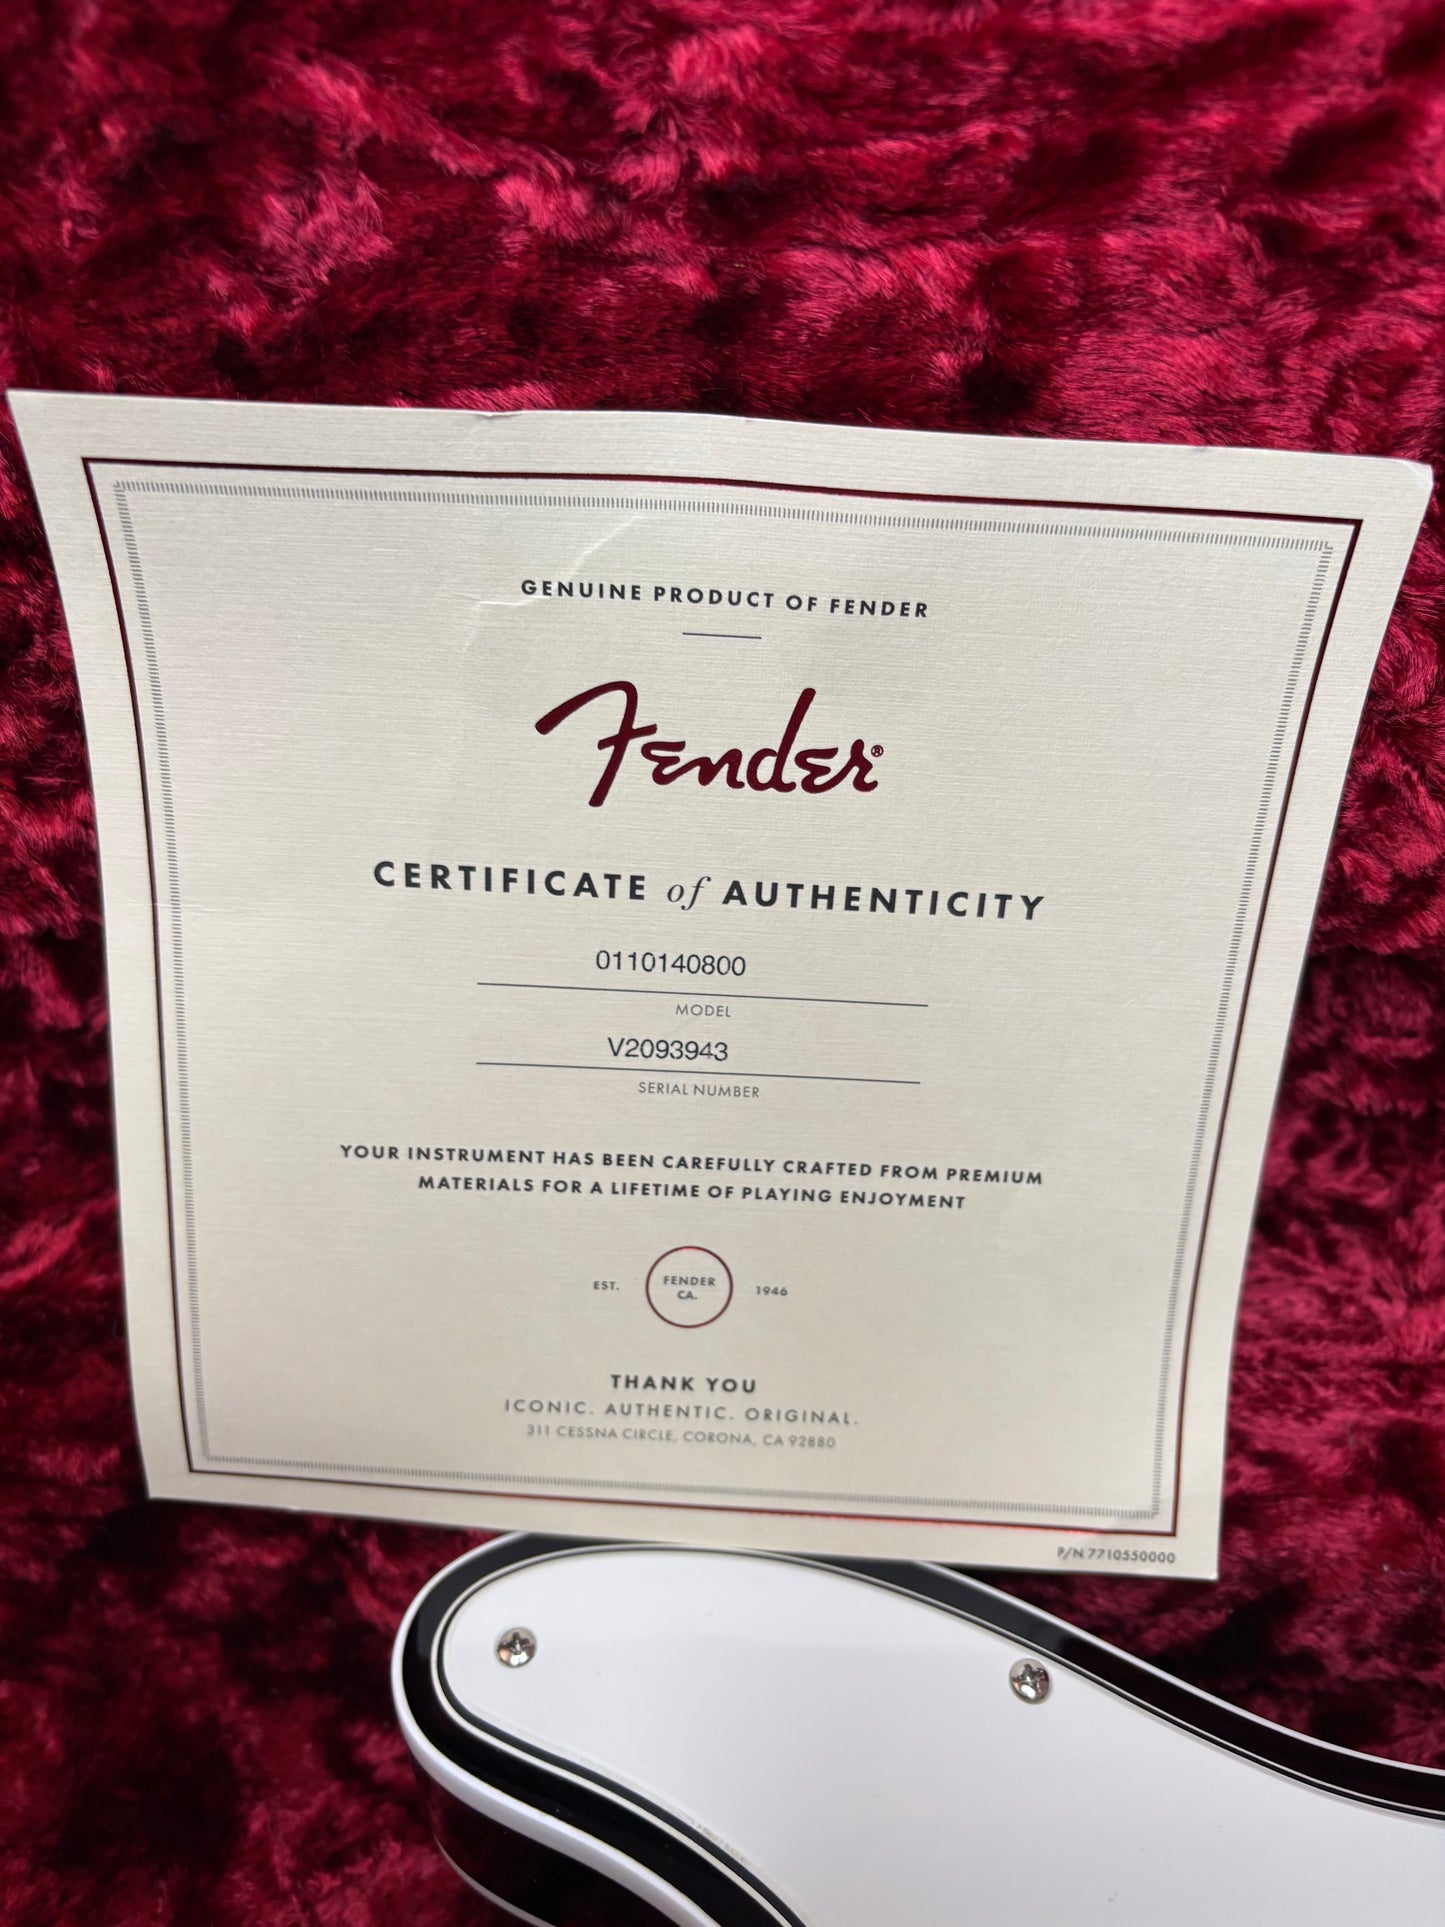 GENUINE PRODUCT OF FENDER
Fender®
CERTIFICATE of AUTHENTICITY
0110140800
MODEL
V2093943
SERIAL NUMBER
YOUR INSTRUMENT HAS BEEN CAREFULLY CRAFTED FROM PREMIUM
MATERIALS FOR A LIFETIME OF PLAYING ENJOYMENT
EST. FENDER CA. 1946
THANK YOU
ICONIC. AUTHENTIC. ORIGINAL.
311 CESSNA CIRCLE, CORONA, CA 92880
P/N 7710550000